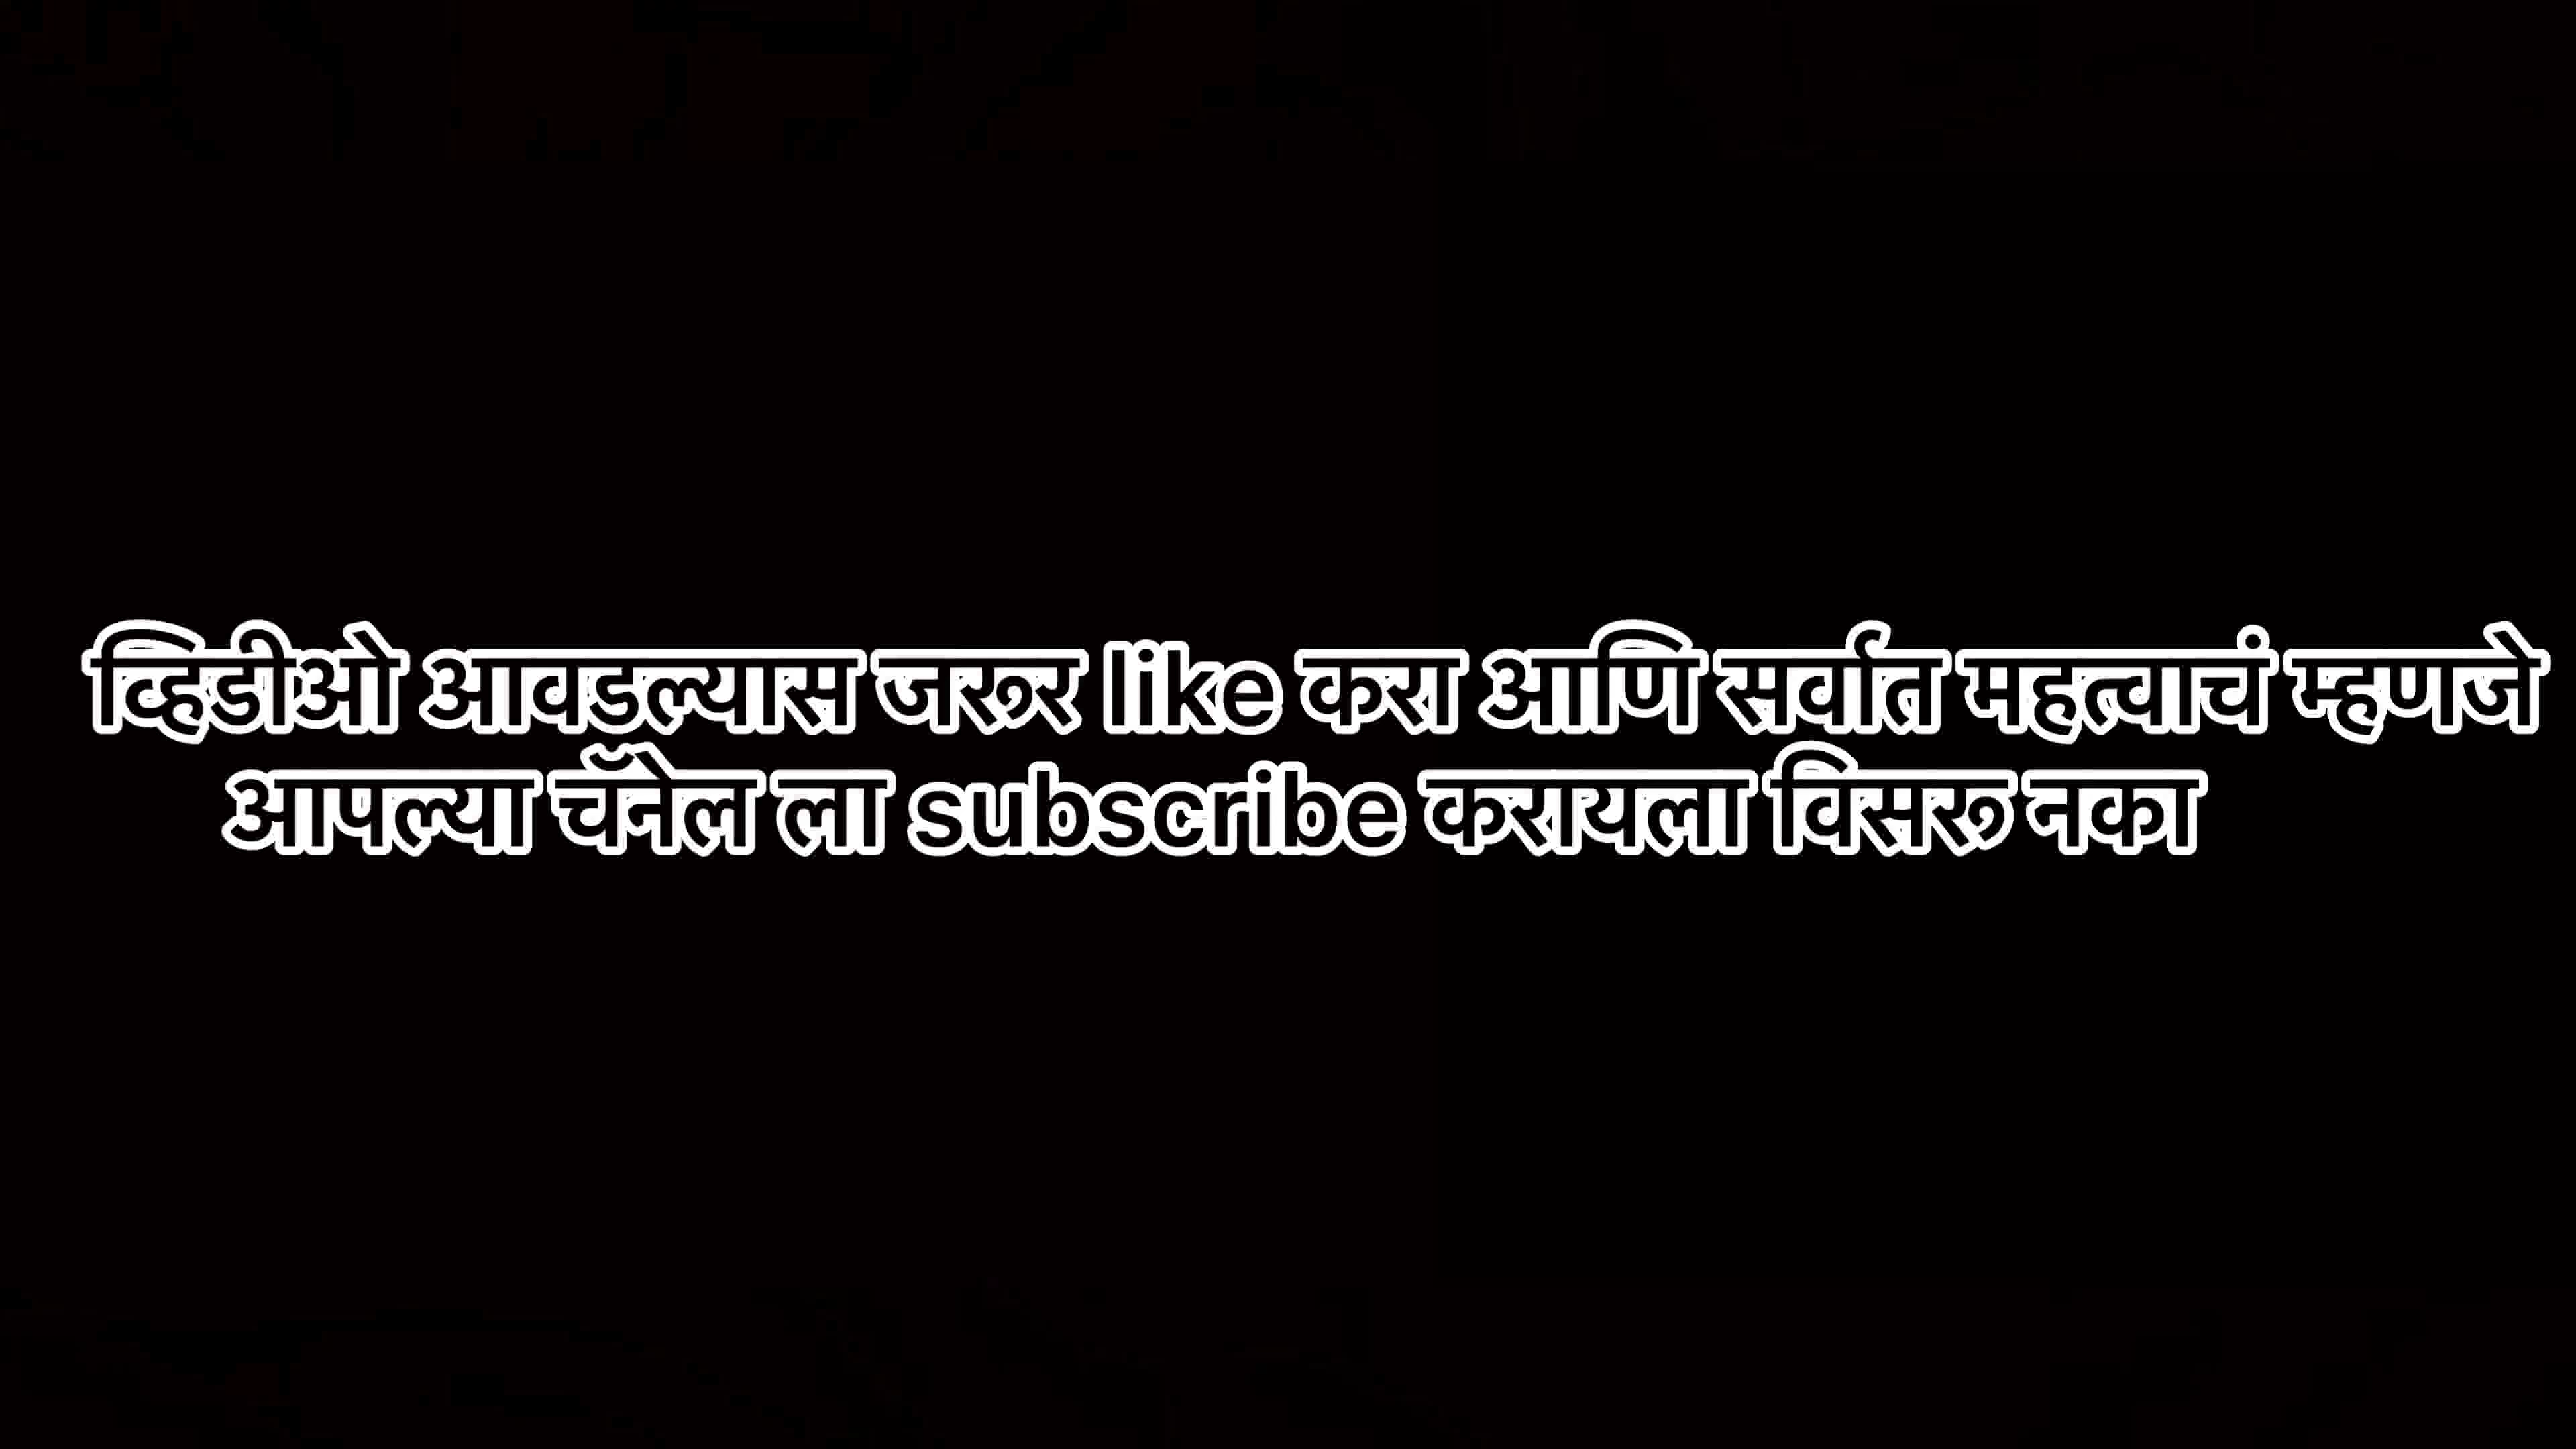 व्हिडीओ आवडल्यास जरूर like करा आणि सर्वात महत्वाचं म्हणजे
आपल्या चॅनेल ला subscribe करायला विसरू नका